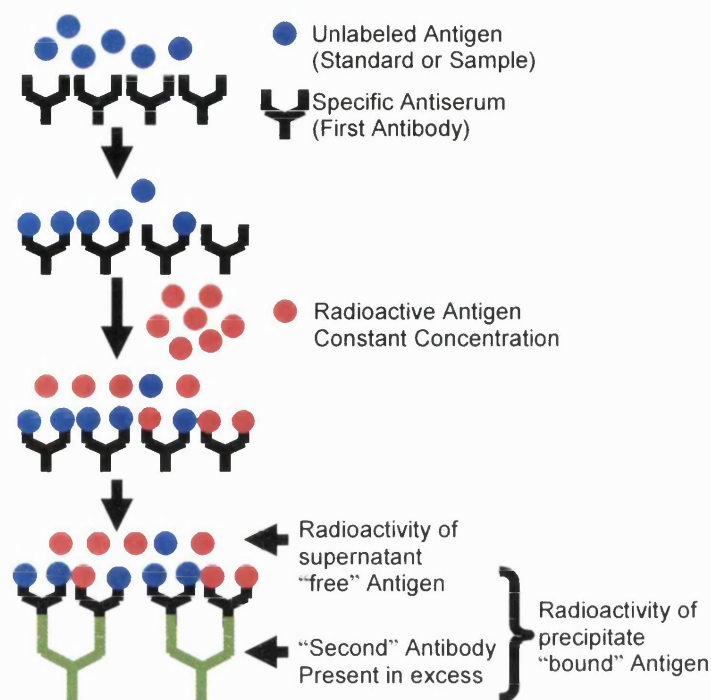 Unlabeled Antigen
(Standard or Sample)
Specific Antiserum
(First Antibody)
Radioactive Antigen
Constant Concentration
Radioactivity of
supernatant
“free” Antigen
“Second” Antibody
Present in excess
Radioactivity of
precipitate
“bound” Antigen